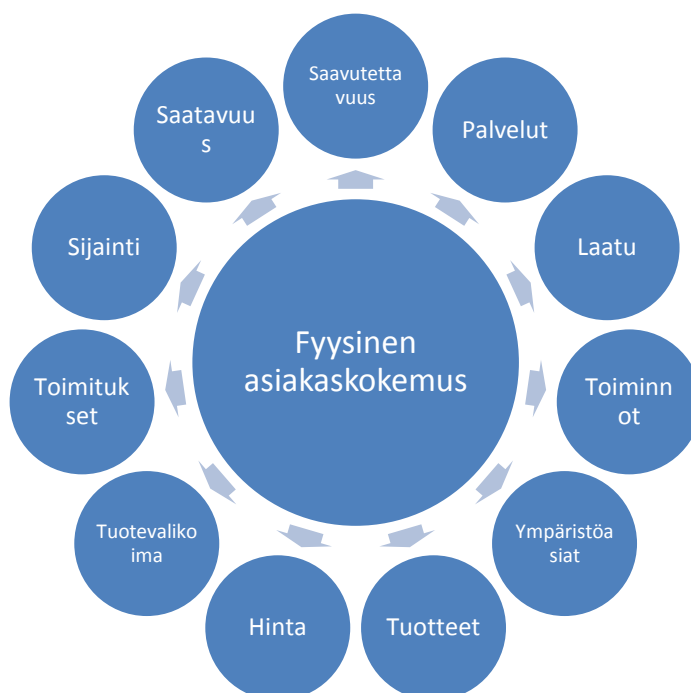 Saavutetta
vuus
Palvelut
Laatu
Toiminn
ot
Ympäristöa
siat
Tuotteet
Hinta
Tuotevaliko
ima
Toimituk
set
Sijainti
Saatavuu
s
Fyysinen
asiakaskokemus